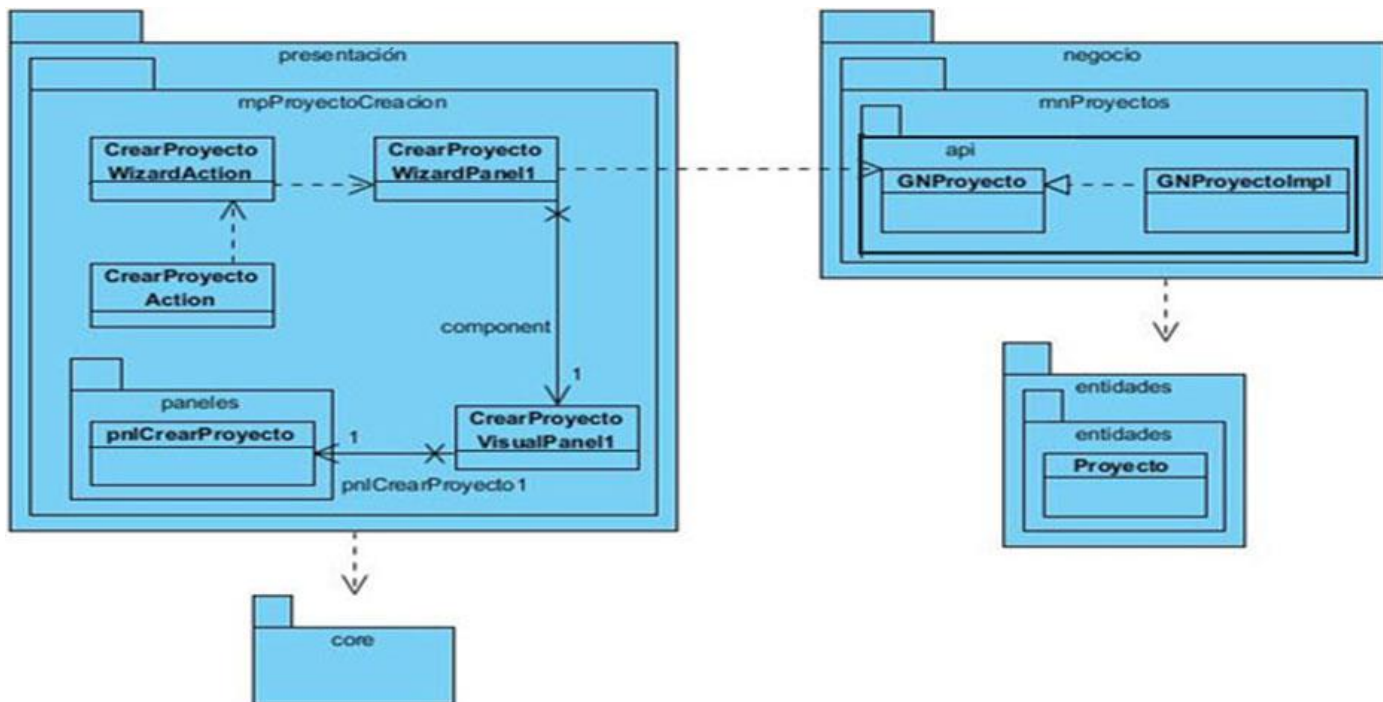 presentación
mpProyectoCreacion
CrearProyecto
WizardAction
CrearProyecto
WizardPanel1
CrearProyecto
Action
component
1
paneles
pnlCrearProyecto
1
pnlCrearProyecto1
CrearProyecto
VisualPanel1
core
negocio
mnProyectos
api
GNProyecto
GNProyectoImpl
entidades
entidades
Proyecto